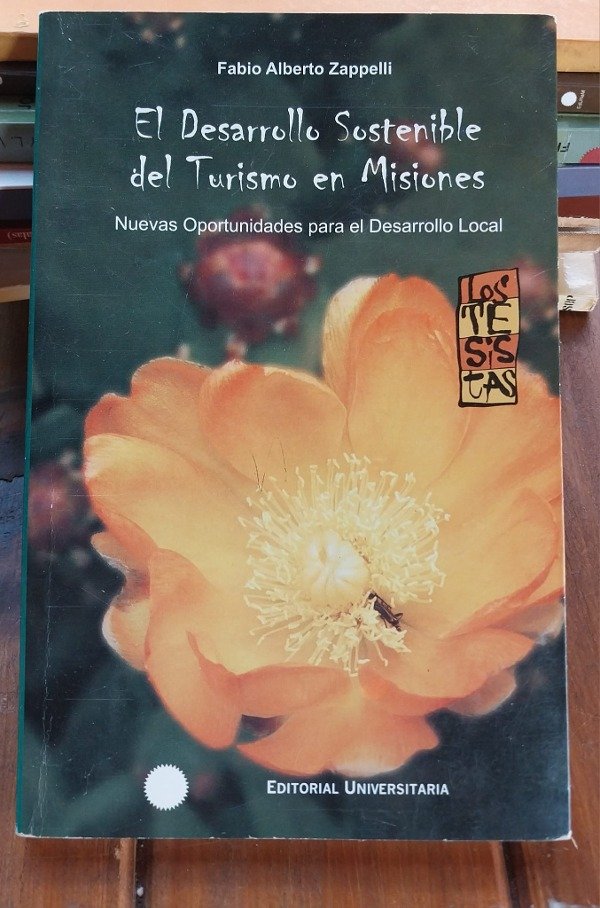 Fabio Alberto Zappelli
El Desarrollo Sostenible
del Turismo en Misiones
Nuevas Oportunidades para el Desarrollo Local
Los
TE
SiS
tAS
EDITORIAL UNIVERSITARIA